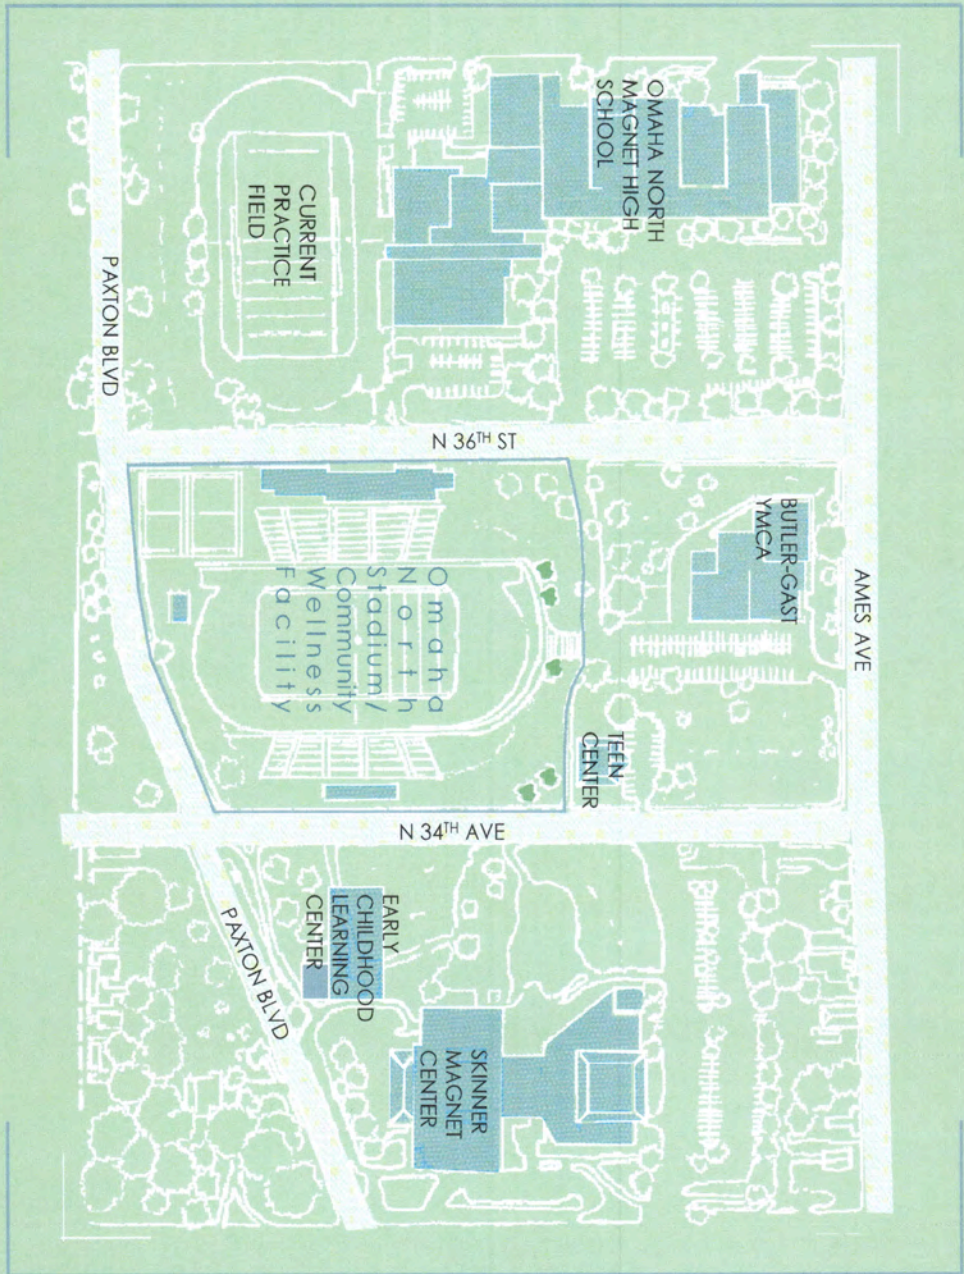 OMAHA NORTH
MAGNET HIGH
SCHOOL
CURRENT
PRACTICE
FIELD
PAXTON BLVD
N 36TH ST
BUTLER-GAST
YMCA
AMES AVE
Omaha
North
Stadium/
Community
Wellness
Facility
TEEN
CENTER
N 34TH AVE
EARLY
CHILDHOOD
LEARNING
CENTER
PAXTON BLVD
SKINNER
MAGNET
CENTER